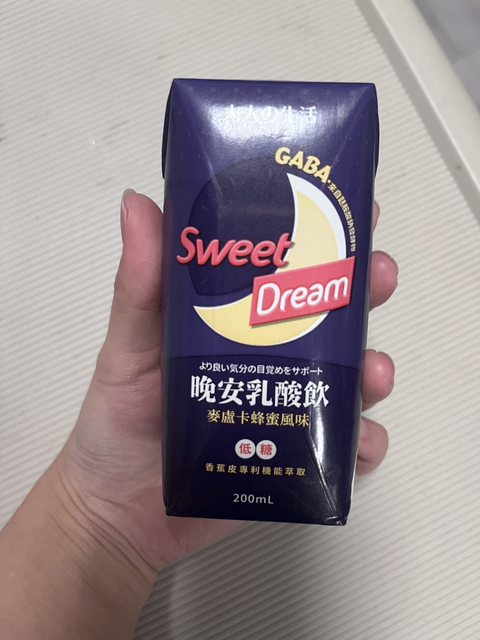 大人の生活
GABA
Sweet
Dream
より良い気分の目覚めをサポート
晚安乳酸飲
麥盧卡蜂蜜風味
低糖
香蕉皮專利機能萃取
200mL